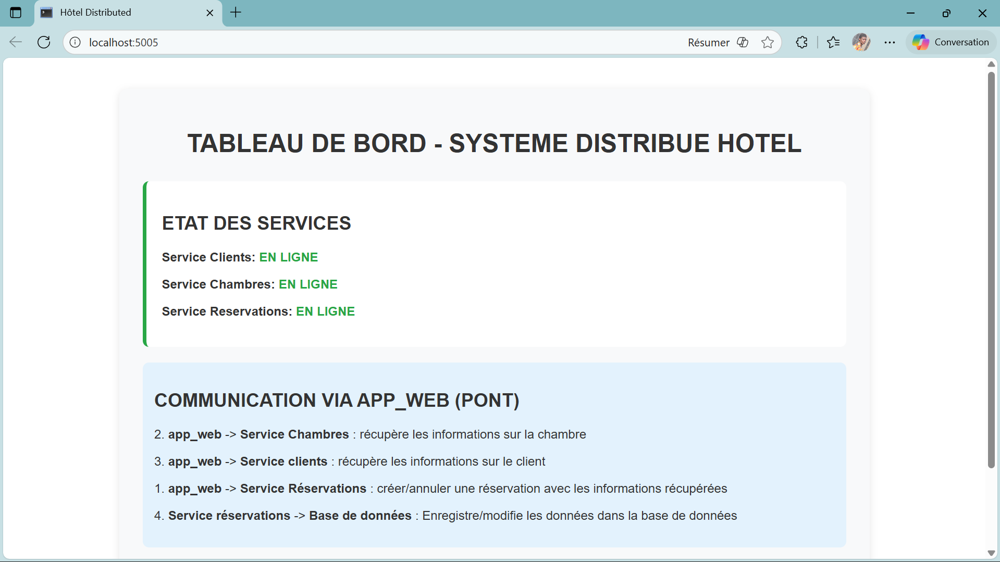 Hôtel Distributed
localhost:5005
Résumer
Conversation
TABLEAU DE BORD - SYSTEME DISTRIBUE HOTEL
ETAT DES SERVICES
Service Clients: EN LIGNE
Service Chambres: EN LIGNE
Service Reservations: EN LIGNE
COMMUNICATION VIA APP_WEB (PONT)
2. app_web -> Service Chambres : récupère les informations sur la chambre
3. app_web -> Service clients : récupère les informations sur le client
1. app_web -> Service Réservations : créer/annuler une réservation avec les informations récupérées
4. Service réservations -> Base de données : Enregistre/modifie les données dans la base de données